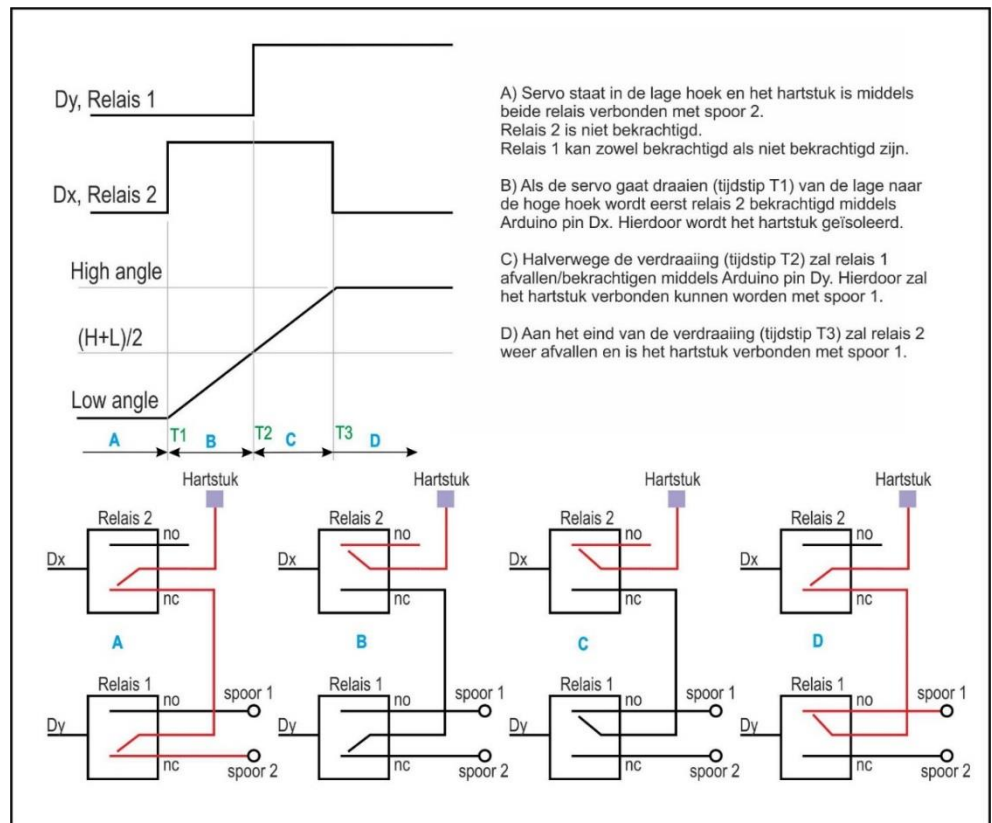 Dy, Relais 1
Dx, Relais 2
High angle
(H+L)/2
Low angle
A T1 B T2 C T3 D
A) Servo staat in de lage hoek en het hartstuk is middels
beide relais verbonden met spoor 2.
Relais 2 is niet bekrachtigd.
Relais 1 kan zowel bekrachtigd als niet bekrachtigd zijn.
B) Als de servo gaat draaien (tijdstip T1) van de lage naar
de hoge hoek wordt eerst relais 2 bekrachtigd middels
Arduino pin Dx. Hierdoor wordt het hartstuk geïsoleerd.
C) Halverwege de verdraaiing (tijdstip T2) zal relais 1
afvallen/bekrachtigen middels Arduino pin Dy. Hierdoor zal
het hartstuk verbonden kunnen worden met spoor 1.
D) Aan het eind van de verdraaiing (tijdstip T3) zal relais 2
weer afvallen en is het hartstuk verbonden met spoor 1.
Hartstuk
Relais 2
no
Dx
nc
A
Relais 1
no
spoor 1
Dy
nc
spoor 2
Hartstuk
Relais 2
no
Dx
nc
B
Relais 1
no
spoor 1
Dy
nc
spoor 2
Hartstuk
Relais 2
no
Dx
nc
C
Relais 1
no
spoor 1
Dy
nc
spoor 2
Hartstuk
Relais 2
no
Dx
nc
D
Relais 1
no
spoor 1
Dy
nc
spoor 2